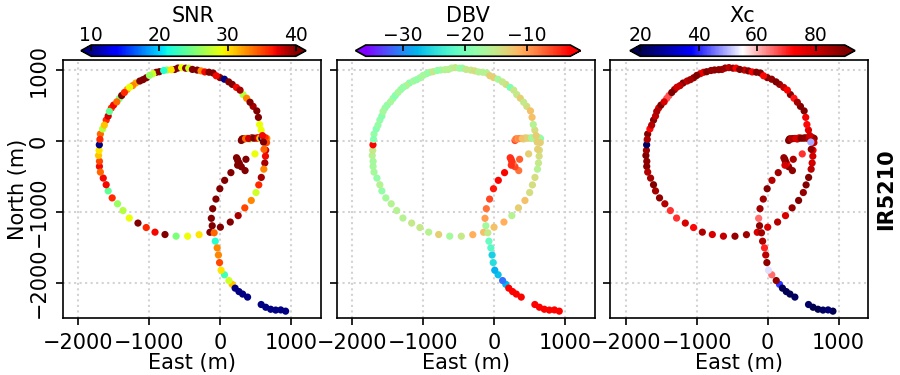 SNR DBV Xc
10 20 30 40 −30 −20 −10 20 40 60 80
1000
0
−1000
−2000
North (m)
IR5210
−2000 −1000 0 1000 −2000 −1000 0 1000 −2000 −1000 0 1000
East (m) East (m) East (m)